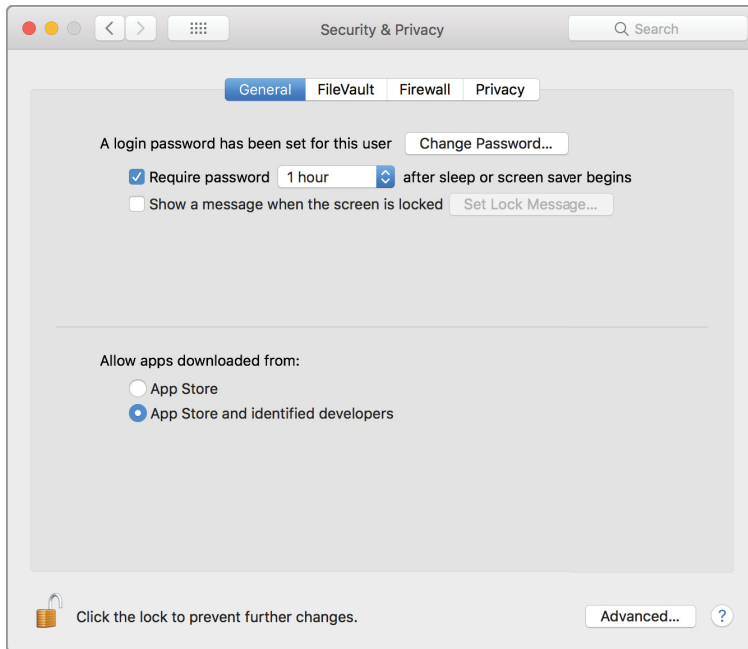 Security & Privacy
Search
General FileVault Firewall Privacy
A login password has been set for this user Change Password...
Require password 1 hour after sleep or screen saver begins
Show a message when the screen is locked Set Lock Message...
Allow apps downloaded from:
App Store
App Store and identified developers
Click the lock to prevent further changes. Advanced... ?